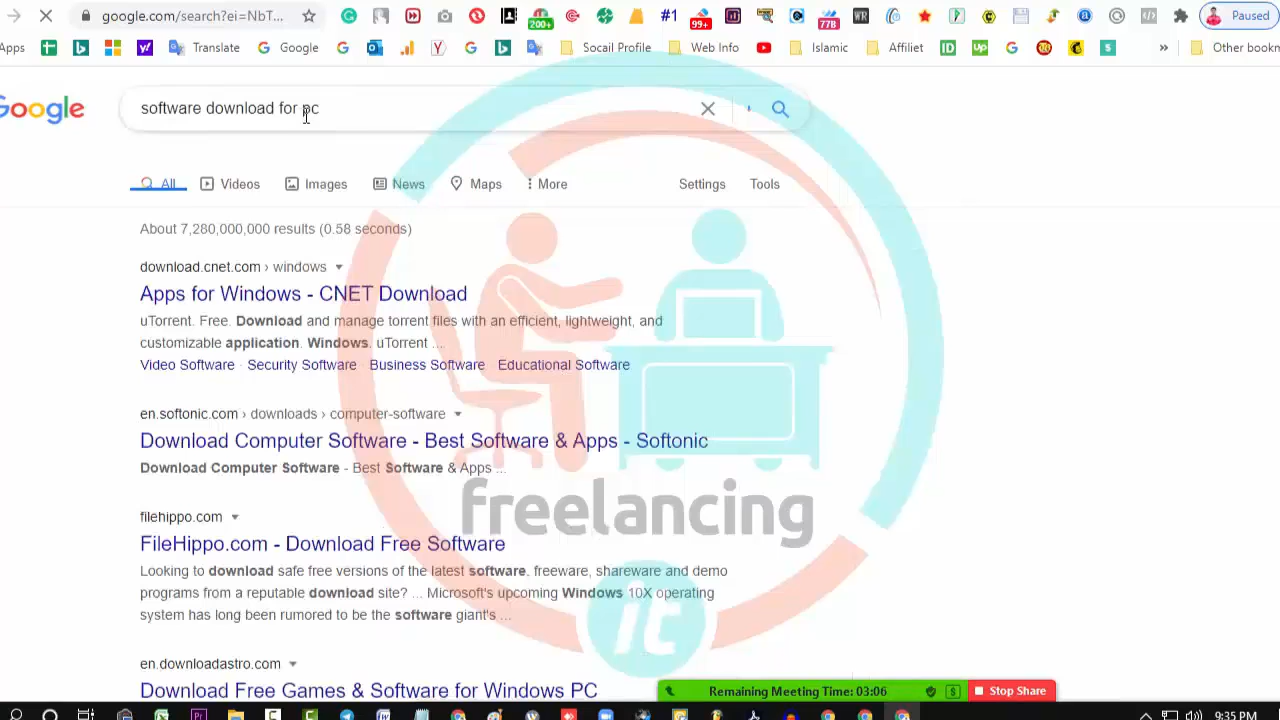 google.com/search?ei=NbT...
200+
#1
99+
77B
WR
Paused
Apps
Translate
Google
Socail Profile
Web Info
Islamic
Affiliet
ID
Up
»
Other bookm
Google
software download for pc
All
Videos
Images
News
Maps
More
Settings
Tools
About 7,280,000,000 results (0.58 seconds)
download.cnet.com › windows
Apps for Windows - CNET Download
uTorrent. Free. Download and manage torrent files with an efficient, lightweight, and
customizable application. Windows. uTorrent ...
Video Software · Security Software · Business Software · Educational Software
en.softonic.com › downloads › computer-software
Download Computer Software - Best Software & Apps - Softonic
Download Computer Software - Best Software & Apps ...
filehippo.com
FileHippo.com - Download Free Software
Looking to download safe free versions of the latest software, freeware, shareware and demo
programs from a reputable download site? ... Microsoft's upcoming Windows 10X operating
system has long been rumored to be the software giant's ...
en.downloadastro.com
Download Free Games & Software for Windows PC
freelancing
it
Remaining Meeting Time: 03:06
Stop Share
9:35 PM